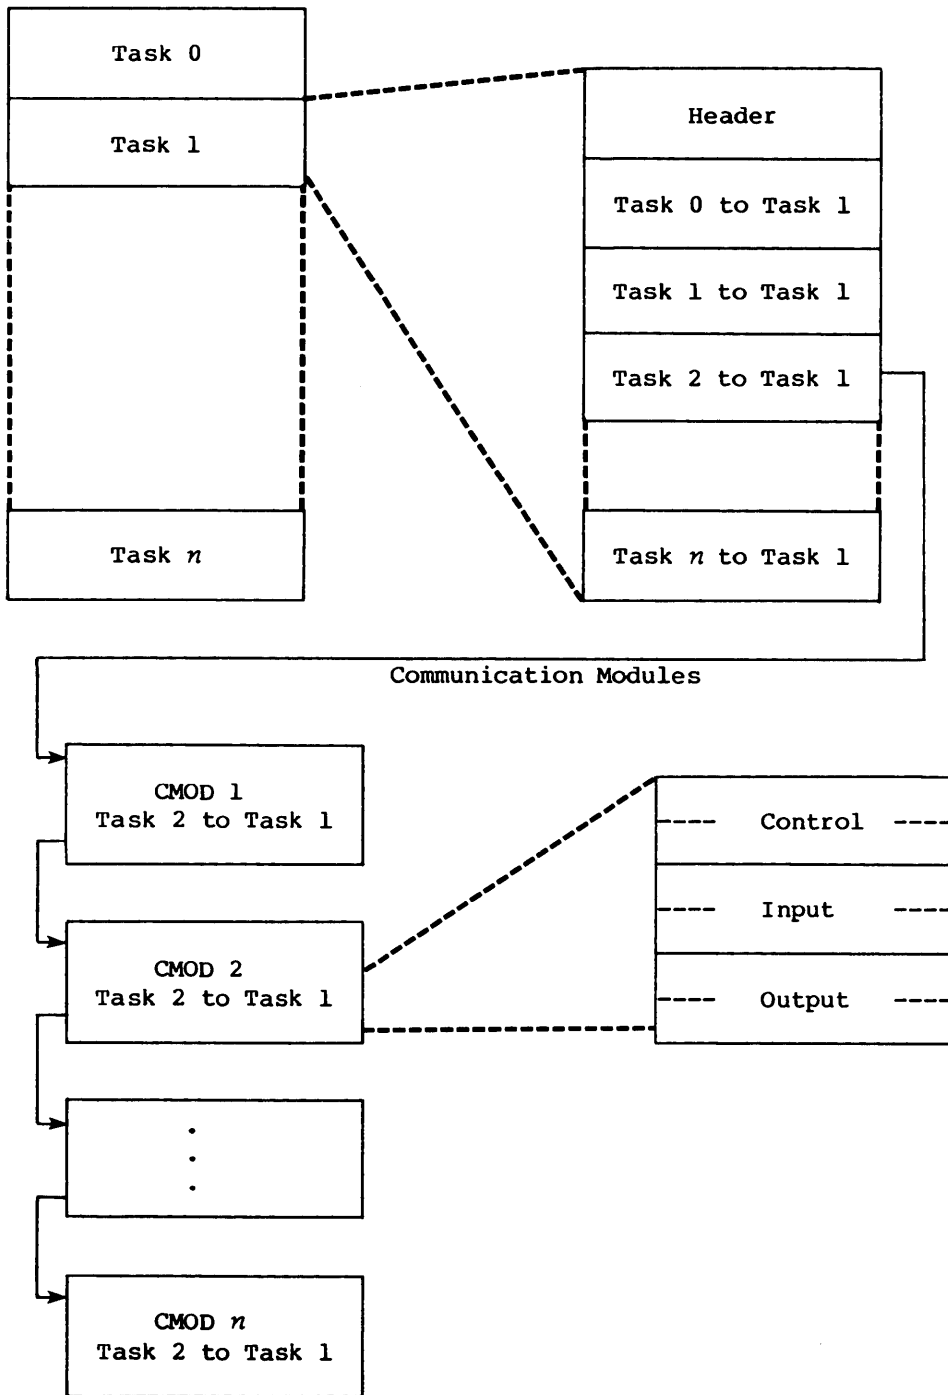 Task 0
Task 1
Task n
Header
Task 0 to Task 1
Task 1 to Task 1
Task 2 to Task 1
Task n to Task 1
Communication Modules
CMOD 1
Task 2 to Task 1
CMOD 2
Task 2 to Task 1
.
.
.
CMOD n
Task 2 to Task 1
Control
Input
Output